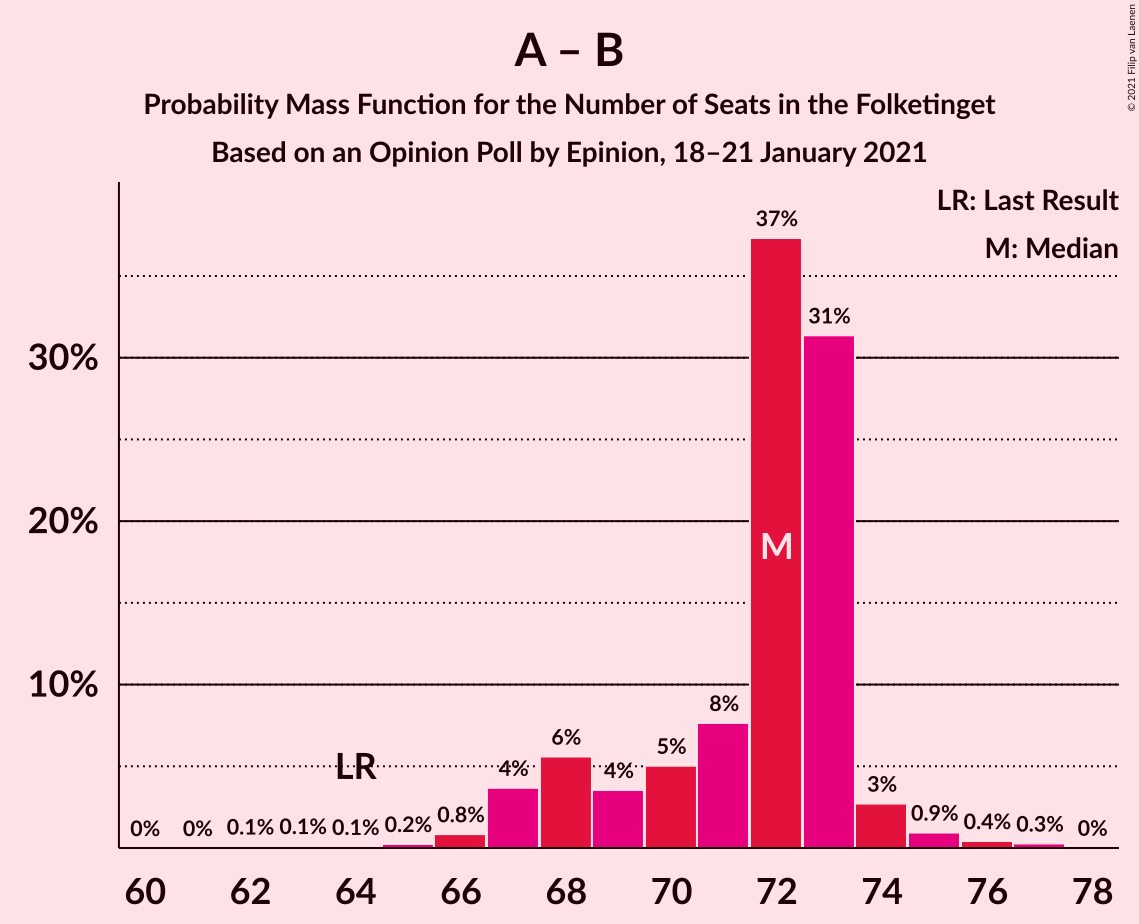 A – B
Probability Mass Function for the Number of Seats in the Folketinget
Based on an Opinion Poll by Epinion, 18–21 January 2021
© 2021 Filip van Laenen
LR: Last Result
M: Median
30%
20%
10%
0%
0%
0.1%
0.1%
0.1%
0.2%
0.8%
4%
6%
4%
5%
8%
37%
31%
3%
0.9%
0.4%
0.3%
0%
LR
M
60 62 64 66 68 70 72 74 76 78